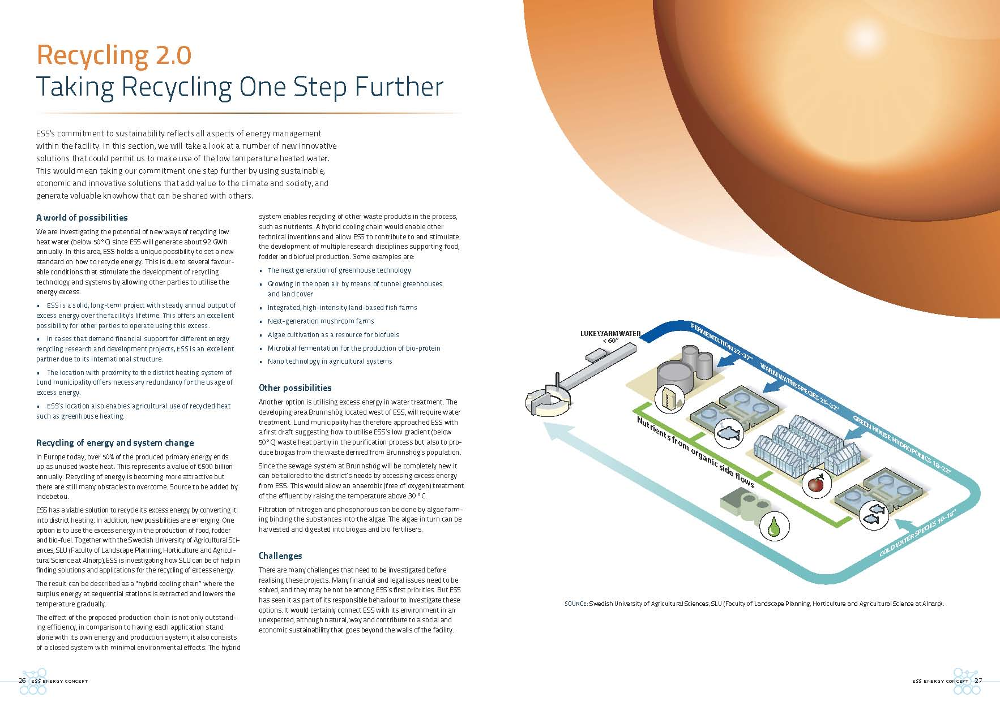 Recycling 2.0
Taking Recycling One Step Further
ESS's commitment to sustainability reflects all aspects of energy management
within the facility. In this section, we will take a look at a number of new innovative
solutions that could permit us to make use of the low temperature heated water.
This would mean taking our commitment one step further by using sustainable,
economic and innovative solutions that add value to the climate and society, and
generate valuable knowhow that can be shared with others.
A world of possibilities
We are investigating the potential of new ways of recycling low
heat water (below 50°C) since ESS will generate about 92 GWh
annually. In this area, ESS holds a unique possibility to set a new
standard on how to recycle energy. This is due to several favour-
able conditions that stimulate the development of recycling
technology and systems by allowing other parties to utilise the
energy excess.
• ESS is a solid, long-term project with steady annual output of
excess energy over the facility's lifetime. This offers an excellent
possibility for other parties to operate using this excess.
• In cases that demand financial support for different energy
recycling research and development projects, ESS is an excellent
partner due to its international structure.
• The location with proximity to the district heating system of
Lund municipality offers necessary redundancy for the usage of
excess energy.
• ESS's location also enables agricultural use of recycled heat
such as greenhouse heating.
Recycling of energy and system change
In Europe today, over 50% of the produced primary energy ends
up as unused waste heat. This represents a value of €500 billion
annually. Recycling of energy is becoming more attractive but
there are still many obstacles to overcome. Source to be added by
Indebetou.
ESS has a viable solution to recycle its excess energy by converting it
into district heating. In addition, new possibilities are emerging. One
option is to use the excess energy in the production of food, fodder
and bio-fuel. Together with the Swedish University of Agricultural Sci-
ences, SLU (Faculty of Landscape Planning, Horticulture and Agricul-
tural Science at Alnarp), ESS is investigating how SLU can be of help in
finding solutions and applications for the recycling of excess energy.
The result can be described as a "hybrid cooling chain" where the
surplus energy at sequential stations is extracted and lowers the
temperature gradually.
The effect of the proposed production chain is not only outstand-
ing efficiency, in comparison to having each application stand
alone with its own energy and production system, it also consists
of a closed system with minimal environmental effects. The hybrid
system enables recycling of other waste products in the process,
such as nutrients. A hybrid cooling chain would enable other
technical inventions and allow ESS to contribute to and stimulate
the development of multiple research disciplines supporting food,
fodder and biofuel production. Some examples are:
• The next generation of greenhouse technology
• Growing in the open air by means of tunnel greenhouses
and land cover
• Integrated, high-intensity land-based fish farms
• Next-generation mushroom farms
• Algae cultivation as a resource for biofuels
• Microbial fermentation for the production of bio-protein
• Nano technology in agricultural systems
Other possibilities
Another option is utilising excess energy in water treatment. The
developing area Brunnshög located west of ESS, will require water
treatment. Lund municipality has therefore approached ESS with
a first draft suggesting how to utilise ESS's low gradient (below
50°C) waste heat partly in the purification process but also to pro-
duce biogas from the waste derived from Brunnshög's population.
Since the sewage system at Brunnshög will be completely new it
can be tailored to the district's needs by accessing excess energy
from ESS. This would allow an anaerobic (free of oxygen) treatment
of the effluent by raising the temperature above 30 °C.
Filtration of nitrogen and phosphorous can be done by algae farm-
ing binding the substances into the algae. The algae in turn can be
harvested and digested into biogas and bio fertilisers.
Challenges
There are many challenges that need to be investigated before
realising these projects. Many financial and legal issues need to be
solved, and they may be not be among ESS's first priorities. But ESS
has seen it as part of its responsible behaviour to investigate these
options. It would certainly connect ESS with its environment in an
unexpected, although natural, way and contribute to a social and
economic sustainability that goes beyond the walls of the facility.
26 ESS ENERGY CONCEPT
LUKE WARM WATER
< 60°
FERMENTATION 32-37°
WARM WATER SPECIES 25-32°
GREEN HOUSE HYDROPONICS 18-22°
COLD WATER SPECIES 10-16°
Nutrients from organic side flows
SOURCE: Swedish University of Agricultural Sciences, SLU (Faculty of Landscape Planning, Horticulture and Agricultural Science at Alnarp).
ESS ENERGY CONCEPT 27